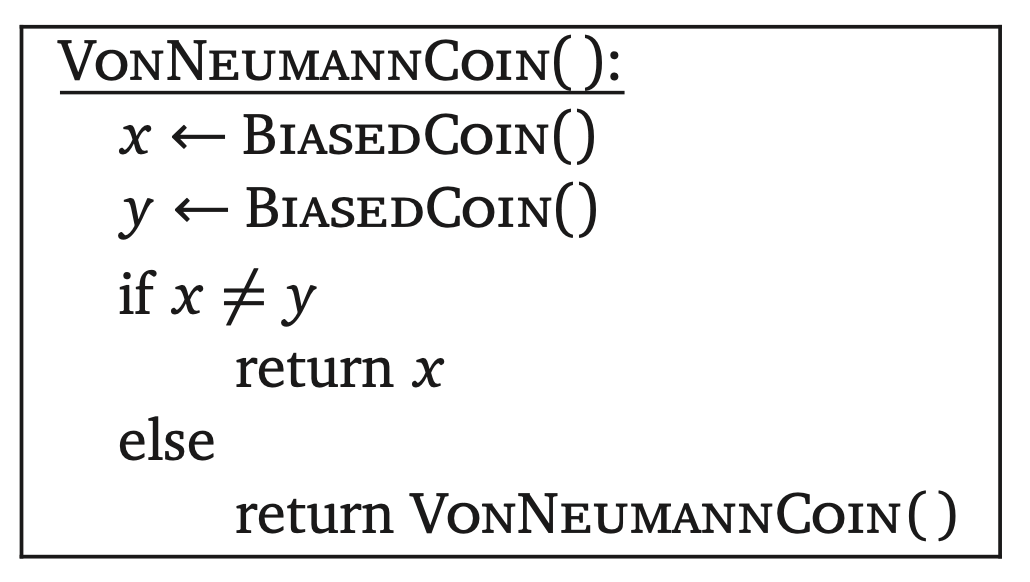 VonNeumannCoin( ):
x ← BiasedCoin()
y ← BiasedCoin()
if x ≠ y
return x
else
return VonNeumannCoin( )